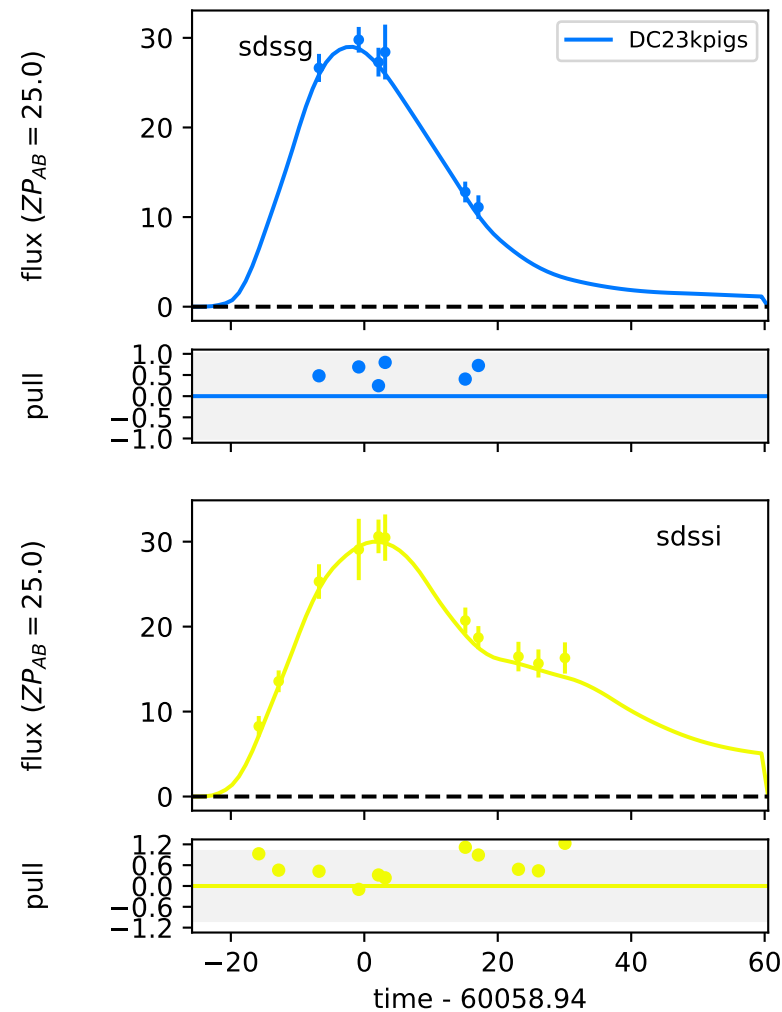 sdssg
DC23kpigs
flux (ZP_AB = 25.0)
30
20
10
0
pull
1.0
0.5
0.0
−0.5
−1.0
sdssi
flux (ZP_AB = 25.0)
30
20
10
0
pull
1.2
0.6
0.0
−0.6
−1.2
−20 0 20 40 60
time - 60058.94